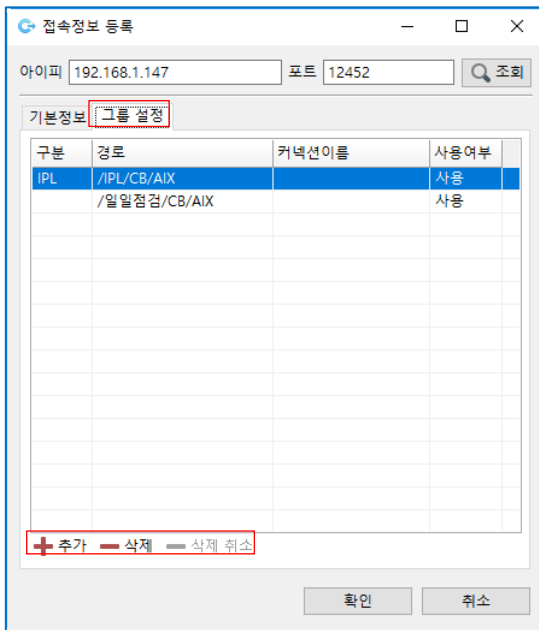 접속정보 등록
아이피 192.168.1.147 포트 12452 조회
기본정보 그룹 설정
구분 경로 커넥션이름 사용여부
IPL /IPL/CB/AIX 사용
/일일점검/CB/AIX 사용
추가 삭제 삭제 취소
확인 취소